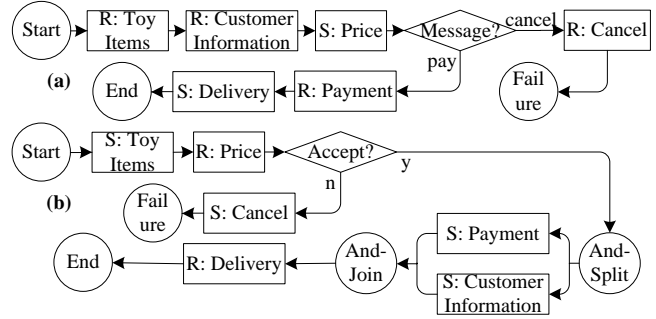 Start
R: Toy
Items
R: Customer
Information
S: Price
Message?
cancel
R: Cancel
pay
(a)
End
S: Delivery
R: Payment
Fail
ure
Start
S: Toy
Items
R: Price
Accept?
y
n
(b)
Fail
ure
S: Cancel
S: Payment
End
R: Delivery
And-
Join
And-
Split
S: Customer
Information